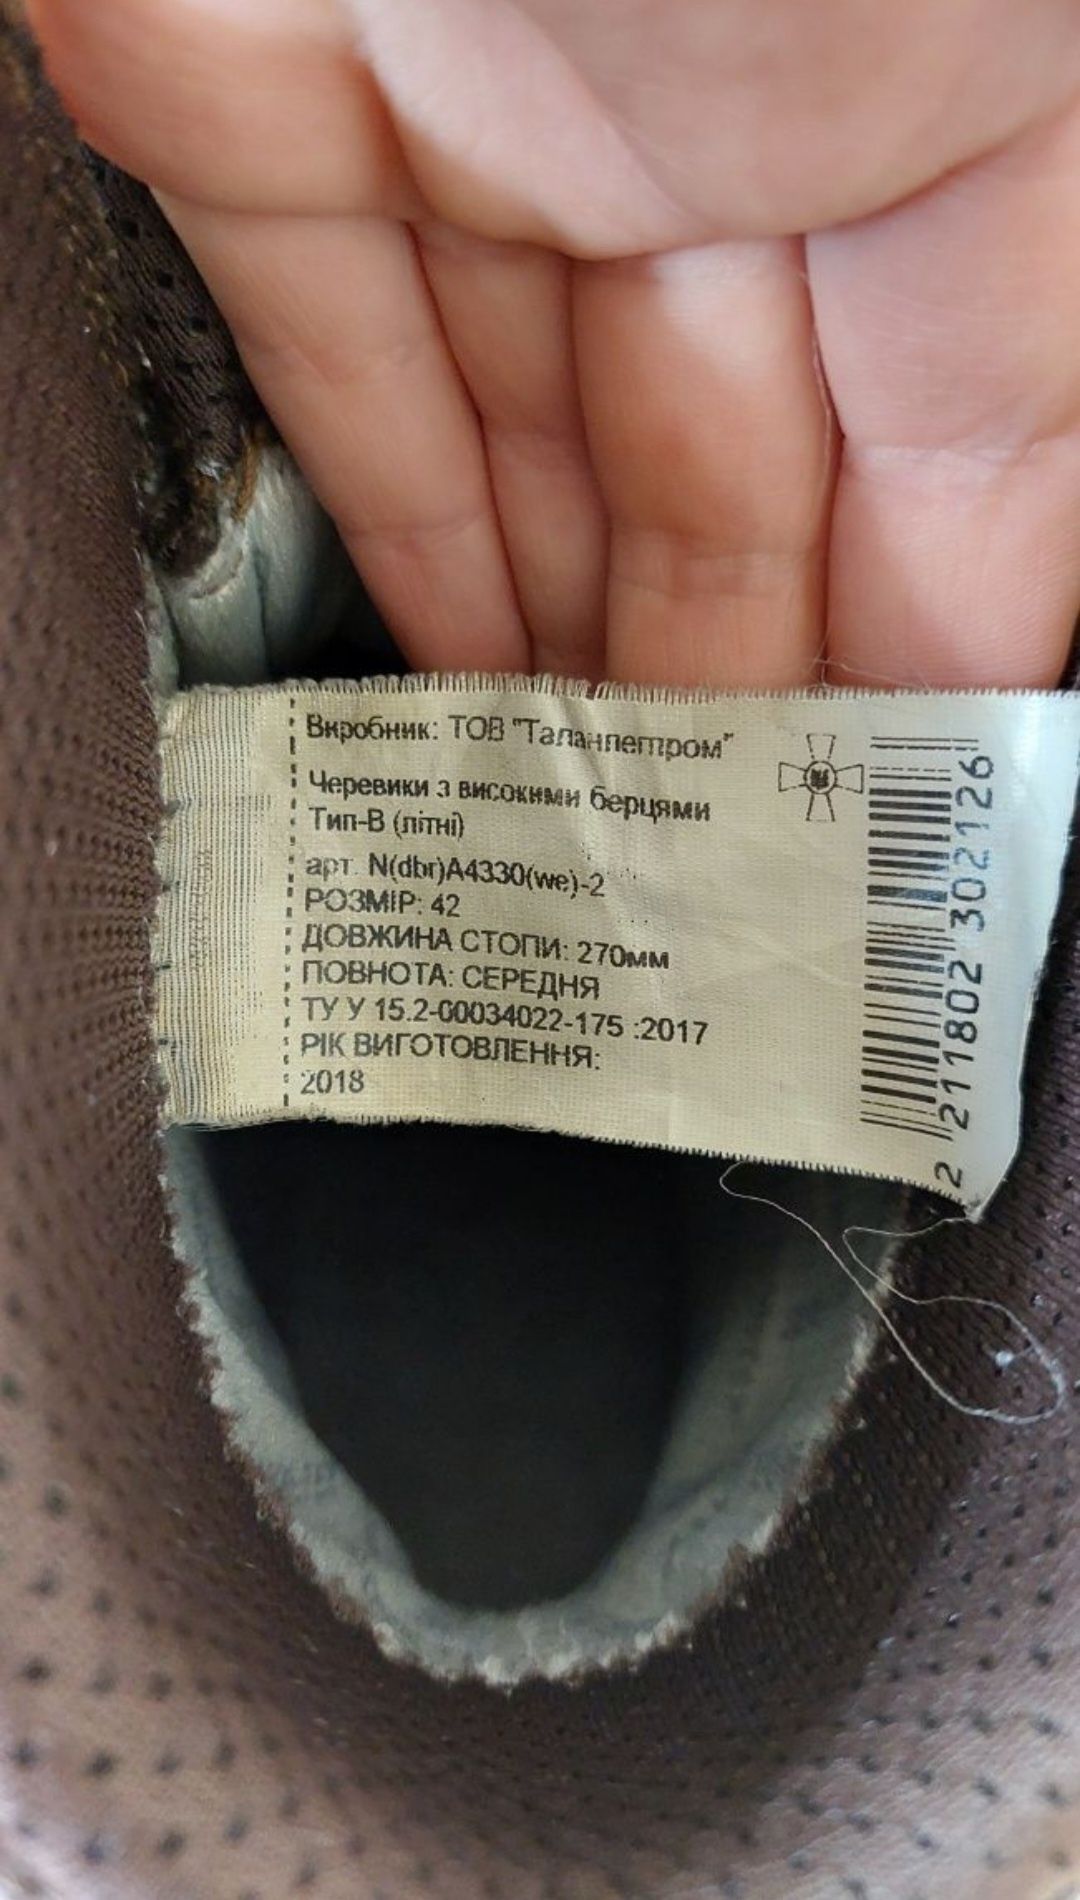 Виробник: ТОВ "Таланлегпром"
Черевики з високими берцями
Тип-В (літні)
арт. N(dbr)A4330(we)-2
РОЗМІР: 42
ДОВЖИНА СТОПИ: 270мм
ПОВНОТА: СЕРЕДНЯ
ТУ У 15.2-00034022-175 :2017
РІК ВИГОТОВЛЕННЯ:
2018
2 211802 302126